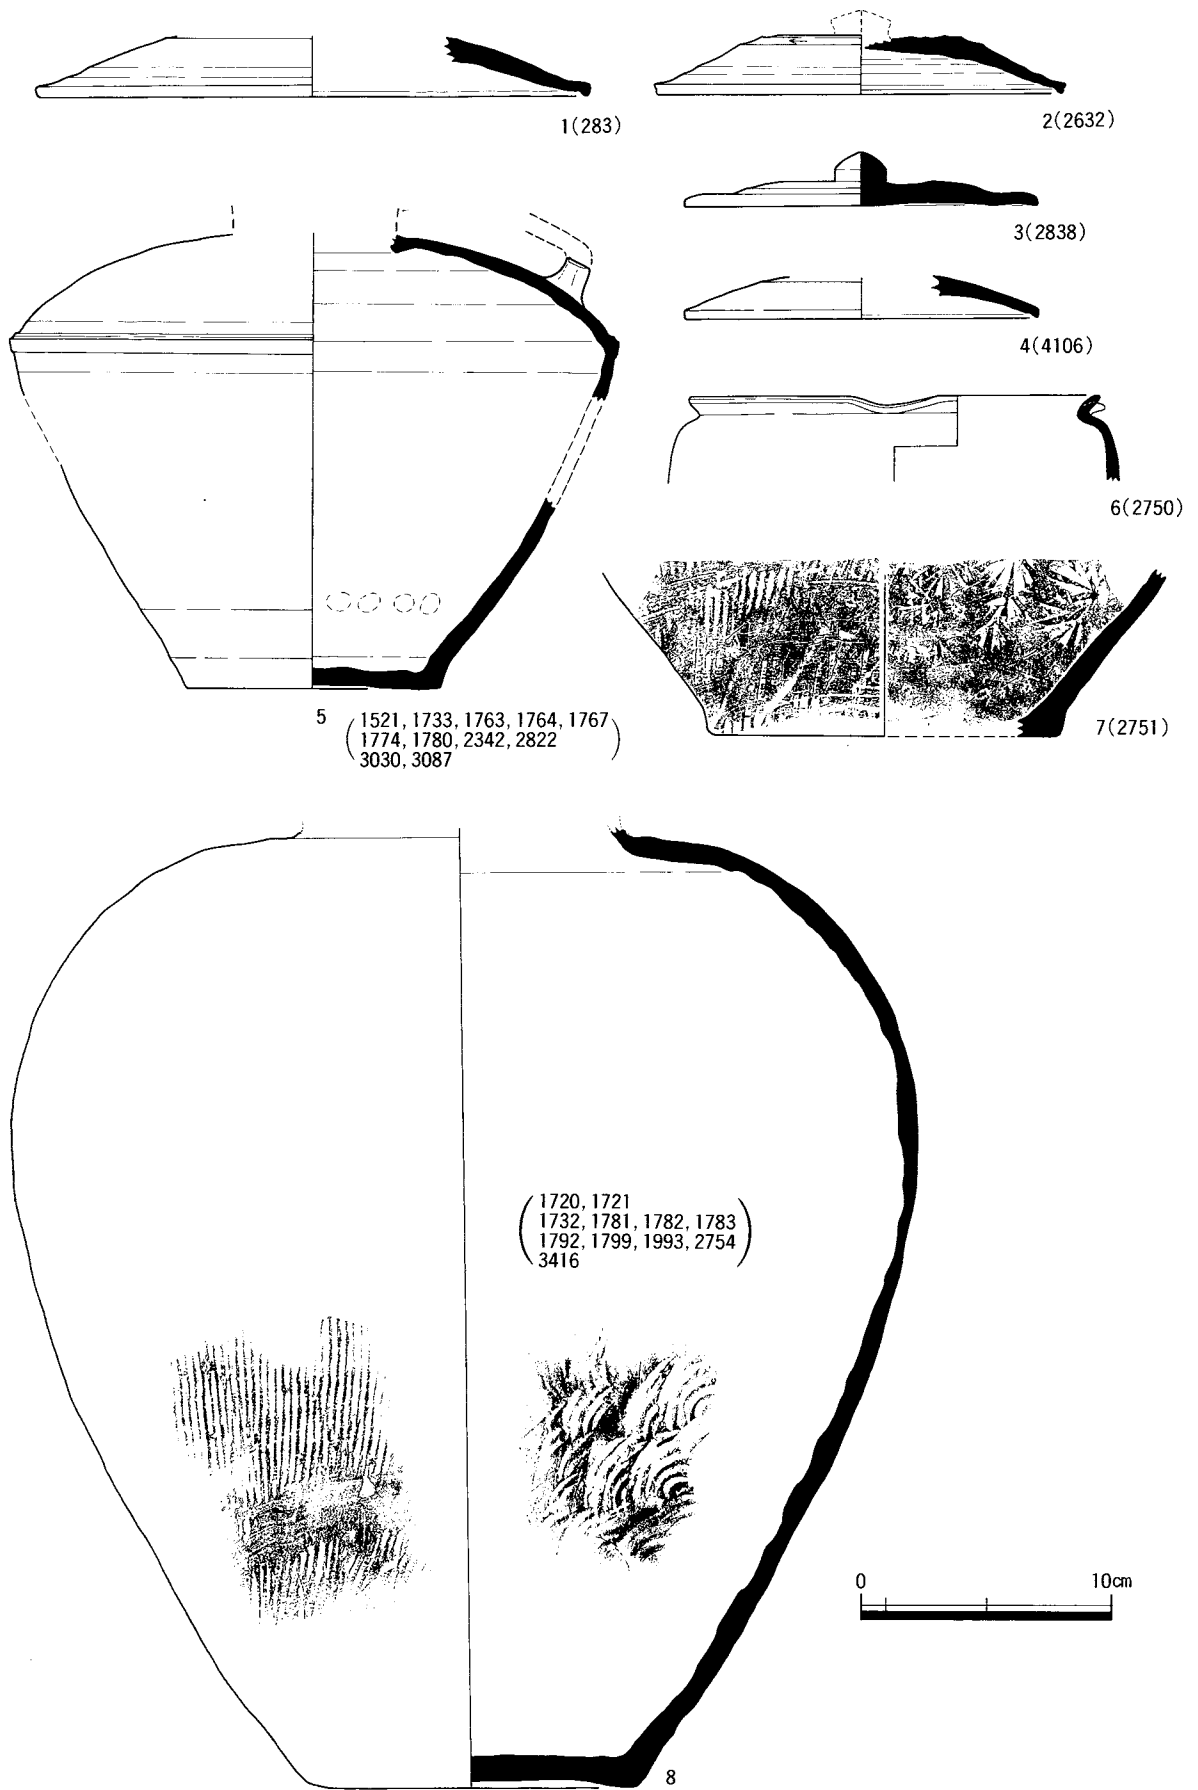 1(283)
2(2632)
3(2838)
4(4106)
5
(1521, 1733, 1763, 1764, 1767
1774, 1780, 2342, 2822
3030, 3087)
6(2750)
7(2751)
(1720, 1721
1732, 1781, 1782, 1783
1792, 1799, 1993, 2754
3416)
8
0 10cm